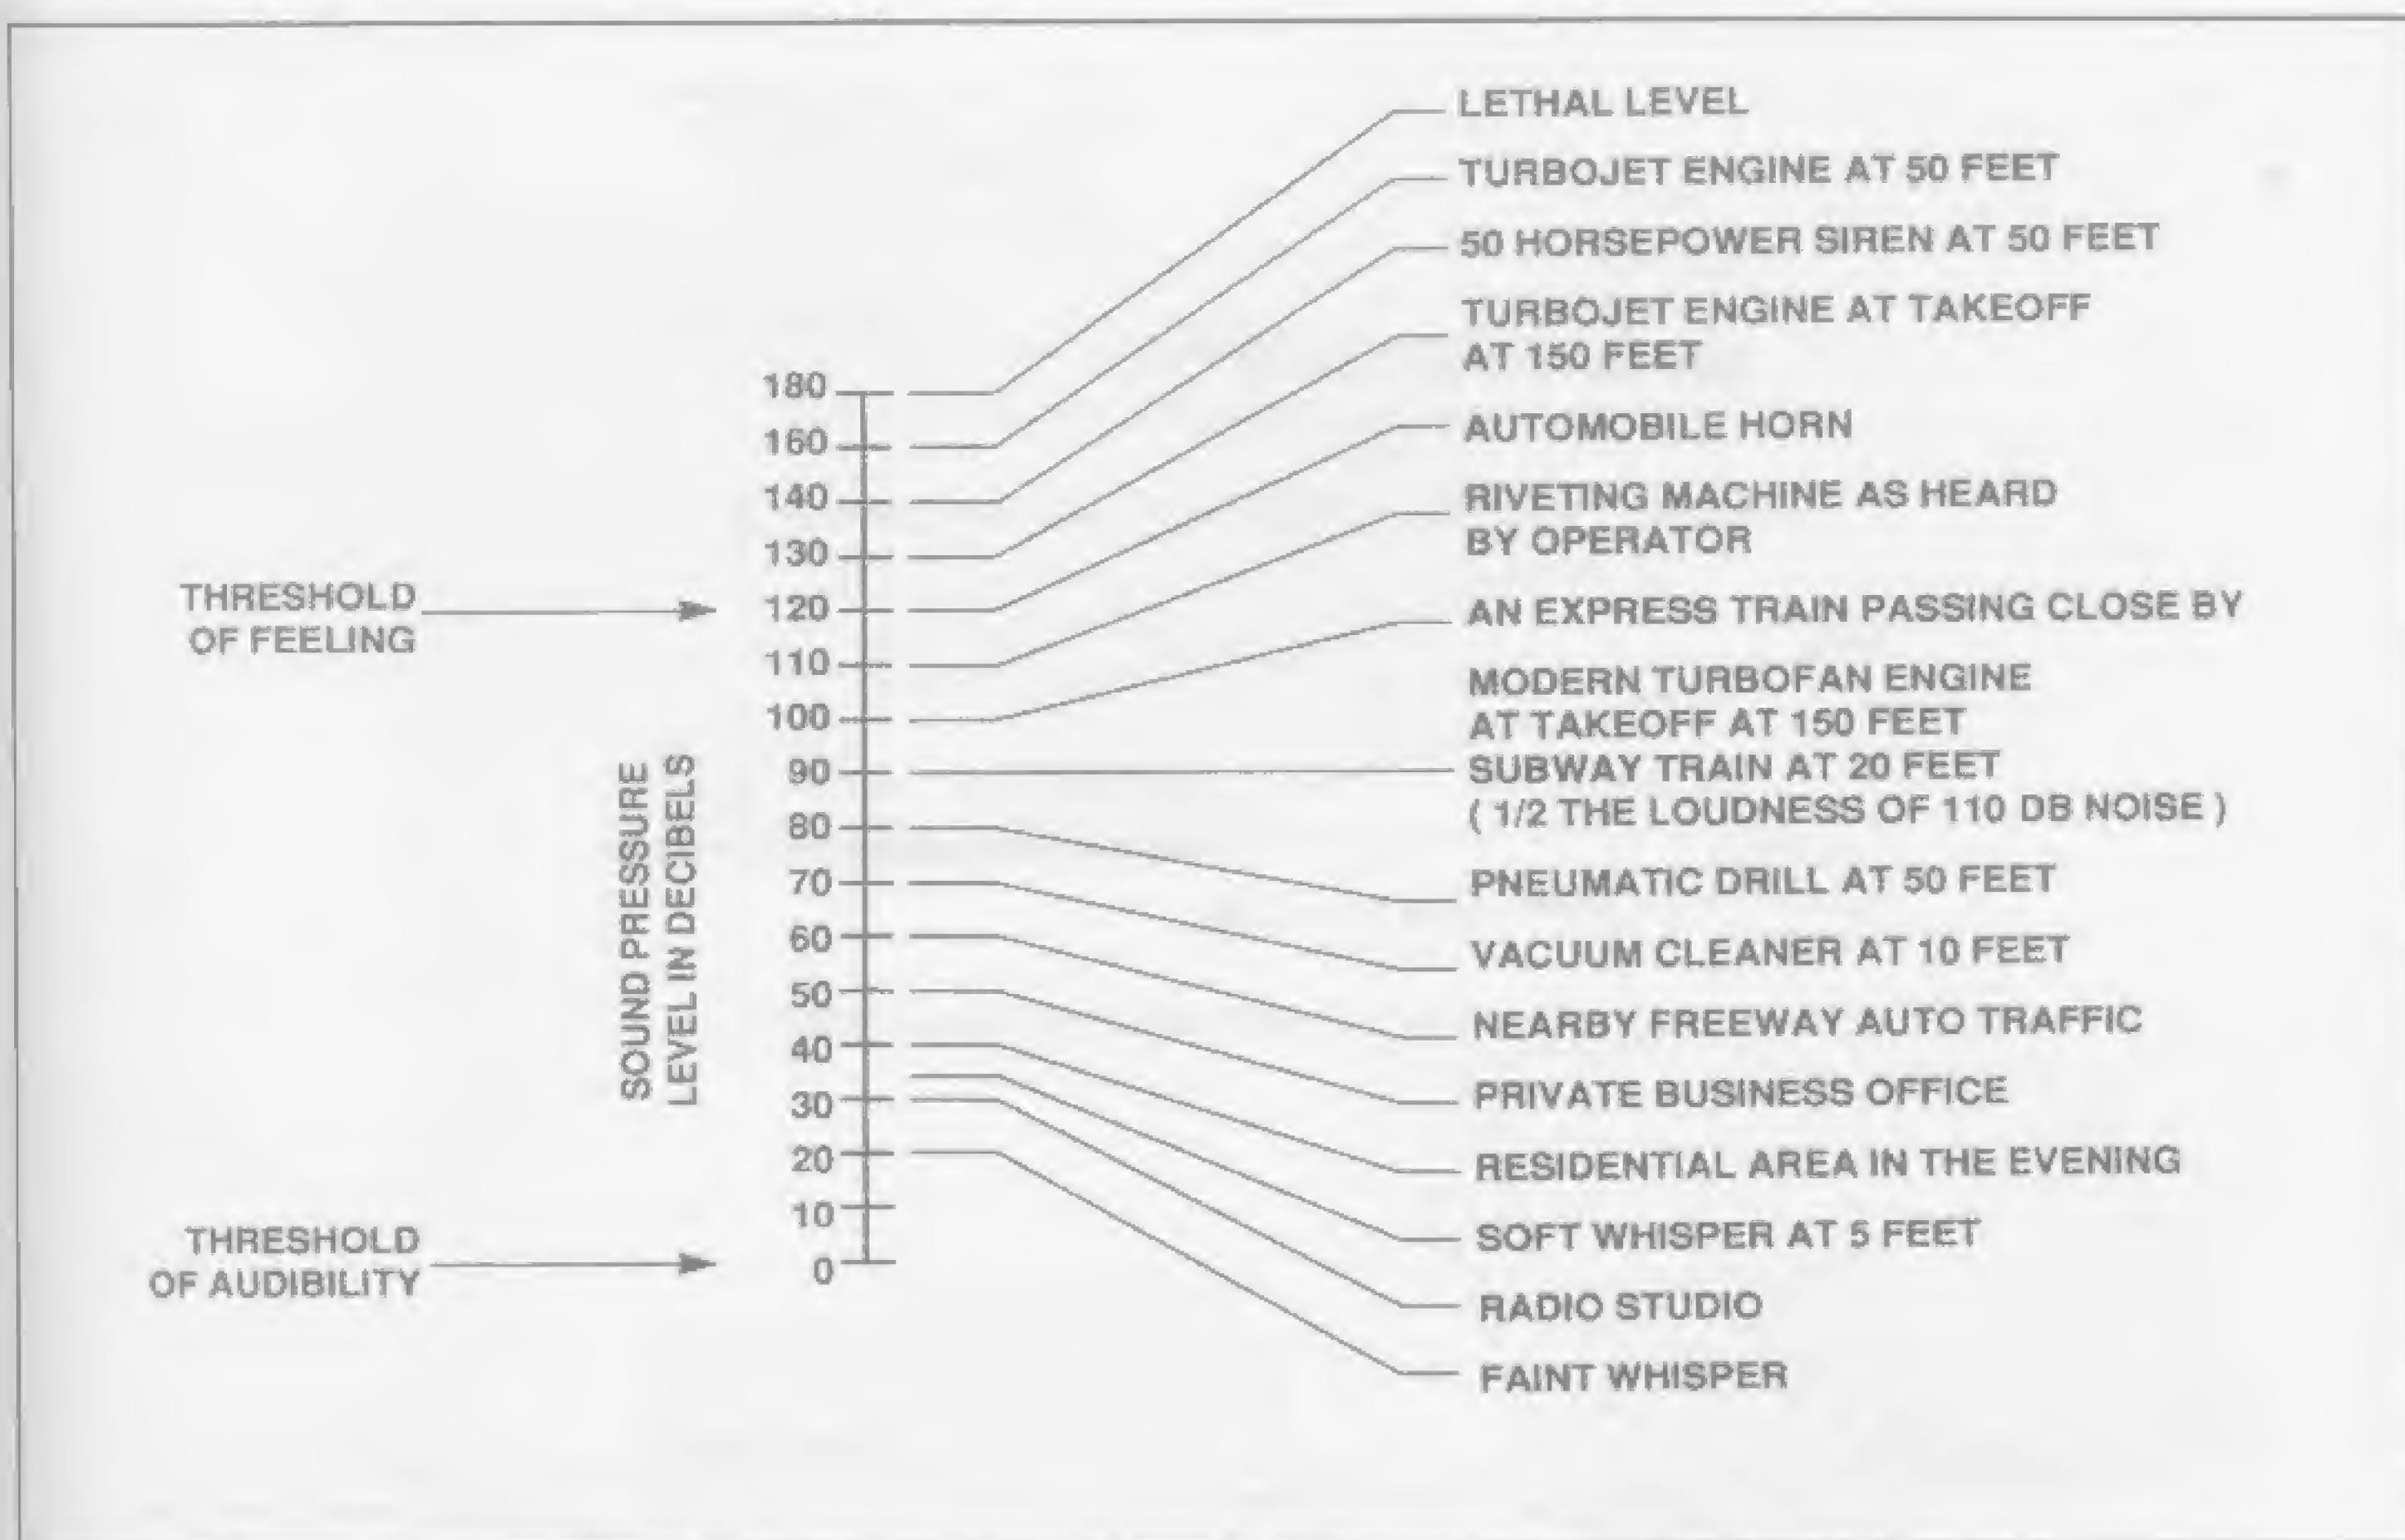 LETHAL LEVEL
TURBOJET ENGINE AT 50 FEET
50 HORSEPOWER SIREN AT 50 FEET
TURBOJET ENGINE AT TAKEOFF
AT 150 FEET
AUTOMOBILE HORN
RIVETING MACHINE AS HEARD
BY OPERATOR
AN EXPRESS TRAIN PASSING CLOSE BY
MODERN TURBOFAN ENGINE
AT TAKEOFF AT 150 FEET
SUBWAY TRAIN AT 20 FEET
( 1/2 THE LOUDNESS OF 110 DB NOISE )
PNEUMATIC DRILL AT 50 FEET
VACUUM CLEANER AT 10 FEET
NEARBY FREEWAY AUTO TRAFFIC
PRIVATE BUSINESS OFFICE
RESIDENTIAL AREA IN THE EVENING
SOFT WHISPER AT 5 FEET
RADIO STUDIO
FAINT WHISPER
180
160
140
130
120
110
100
90
80
70
60
50
40
30
20
10
0
THRESHOLD
OF FEELING
SOUND PRESSURE
LEVEL IN DECIBELS
THRESHOLD
OF AUDIBILITY